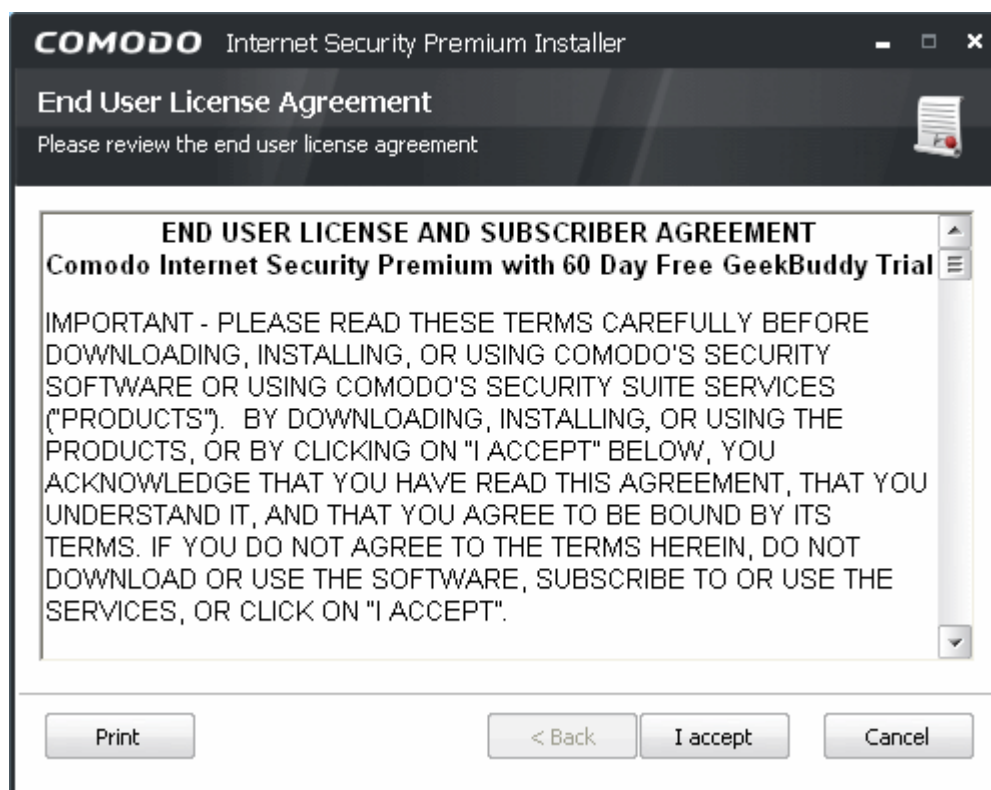 COMODO Internet Security Premium Installer
End User License Agreement
Please review the end user license agreement
END USER LICENSE AND SUBSCRIBER AGREEMENT
Comodo Internet Security Premium with 60 Day Free GeekBuddy Trial
IMPORTANT - PLEASE READ THESE TERMS CAREFULLY BEFORE
DOWNLOADING, INSTALLING, OR USING COMODO'S SECURITY
SOFTWARE OR USING COMODO'S SECURITY SUITE SERVICES
("PRODUCTS").  BY DOWNLOADING, INSTALLING, OR USING THE
PRODUCTS, OR BY CLICKING ON "I ACCEPT" BELOW, YOU
ACKNOWLEDGE THAT YOU HAVE READ THIS AGREEMENT, THAT YOU
UNDERSTAND IT, AND THAT YOU AGREE TO BE BOUND BY ITS
TERMS. IF YOU DO NOT AGREE TO THE TERMS HEREIN, DO NOT
DOWNLOAD OR USE THE SOFTWARE, SUBSCRIBE TO OR USE THE
SERVICES, OR CLICK ON "I ACCEPT".
Print < Back I accept Cancel